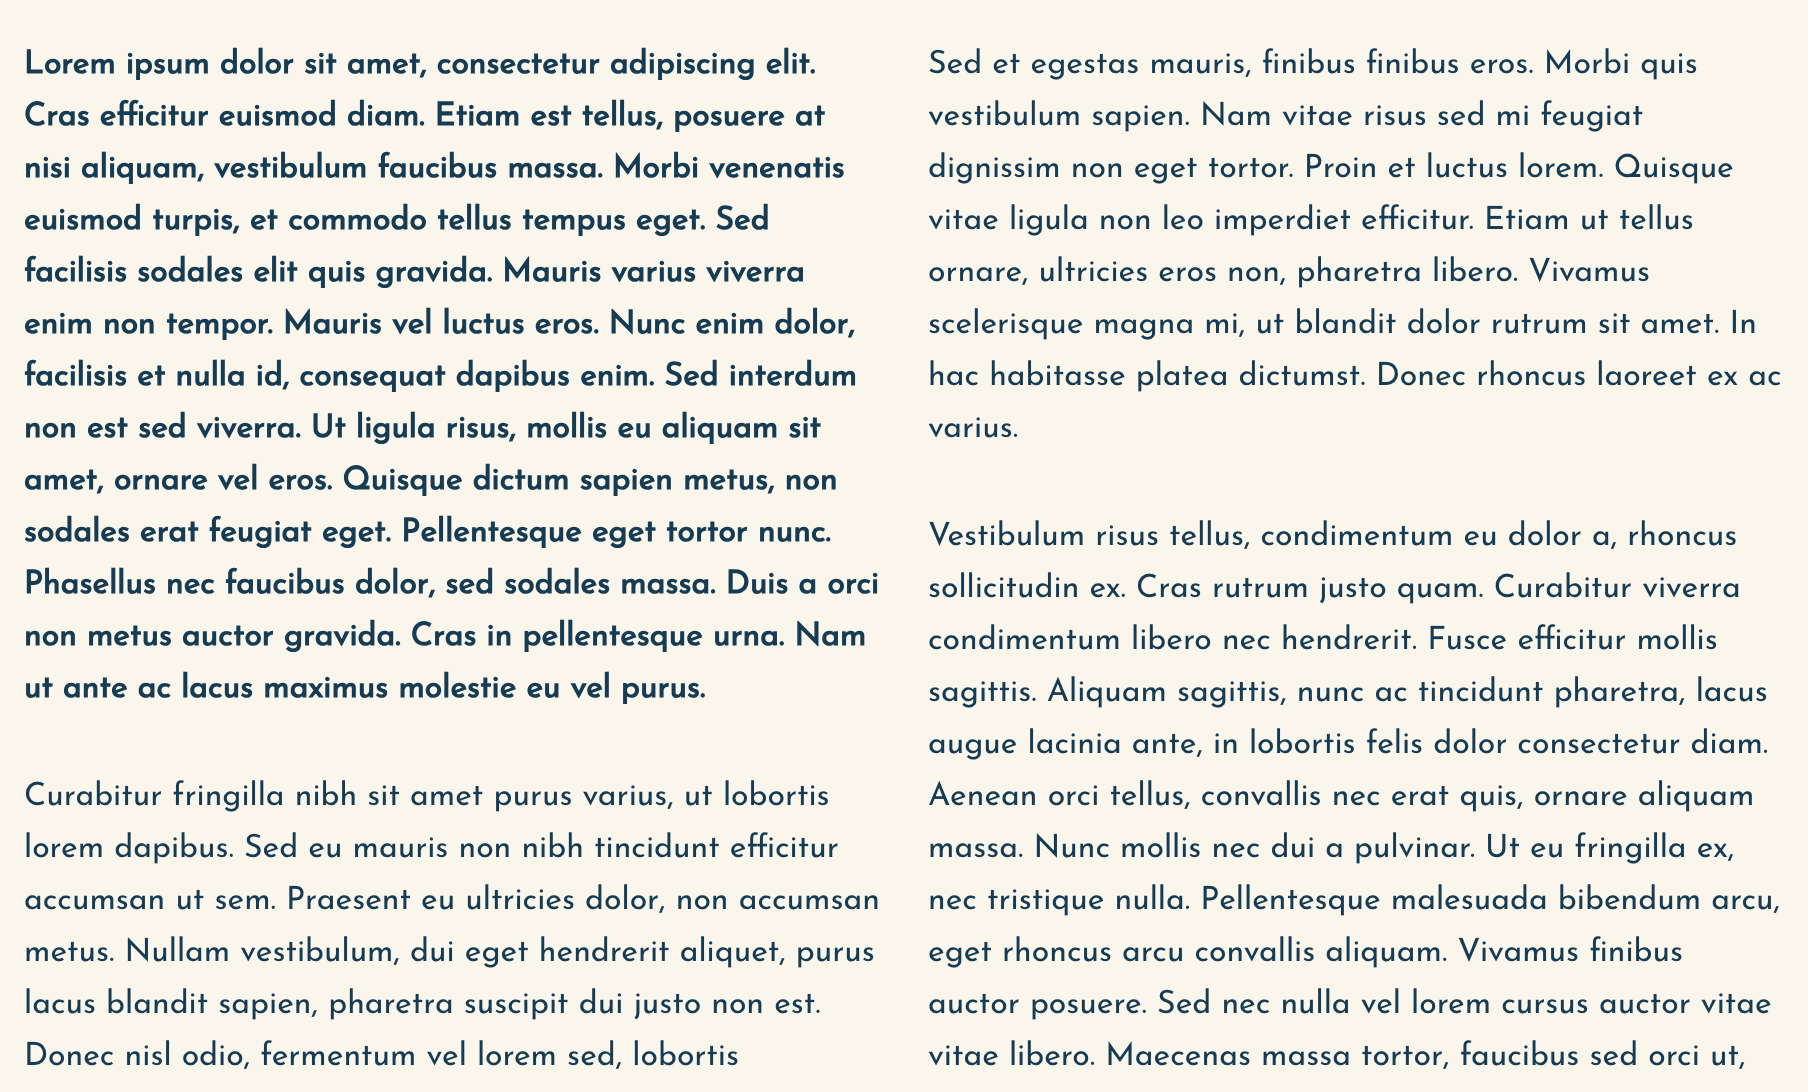 Lorem ipsum dolor sit amet, consectetur adipiscing elit.
Cras efficitur euismod diam. Etiam est tellus, posuere at
nisi aliquam, vestibulum faucibus massa. Morbi venenatis
euismod turpis, et commodo tellus tempus eget. Sed
facilisis sodales elit quis gravida. Mauris varius viverra
enim non tempor. Mauris vel luctus eros. Nunc enim dolor,
facilisis et nulla id, consequat dapibus enim. Sed interdum
non est sed viverra. Ut ligula risus, mollis eu aliquam sit
amet, ornare vel eros. Quisque dictum sapien metus, non
sodales erat feugiat eget. Pellentesque eget tortor nunc.
Phasellus nec faucibus dolor, sed sodales massa. Duis a orci
non metus auctor gravida. Cras in pellentesque urna. Nam
ut ante ac lacus maximus molestie eu vel purus.
Curabitur fringilla nibh sit amet purus varius, ut lobortis
lorem dapibus. Sed eu mauris non nibh tincidunt efficitur
accumsan ut sem. Praesent eu ultricies dolor, non accumsan
metus. Nullam vestibulum, dui eget hendrerit aliquet, purus
lacus blandit sapien, pharetra suscipit dui justo non est.
Donec nisl odio, fermentum vel lorem sed, lobortis
Sed et egestas mauris, finibus finibus eros. Morbi quis
vestibulum sapien. Nam vitae risus sed mi feugiat
dignissim non eget tortor. Proin et luctus lorem. Quisque
vitae ligula non leo imperdiet efficitur. Etiam ut tellus
ornare, ultricies eros non, pharetra libero. Vivamus
scelerisque magna mi, ut blandit dolor rutrum sit amet. In
hac habitasse platea dictumst. Donec rhoncus laoreet ex ac
varius.
Vestibulum risus tellus, condimentum eu dolor a, rhoncus
sollicitudin ex. Cras rutrum justo quam. Curabitur viverra
condimentum libero nec hendrerit. Fusce efficitur mollis
sagittis. Aliquam sagittis, nunc ac tincidunt pharetra, lacus
augue lacinia ante, in lobortis felis dolor consectetur diam.
Aenean orci tellus, convallis nec erat quis, ornare aliquam
massa. Nunc mollis nec dui a pulvinar. Ut eu fringilla ex,
nec tristique nulla. Pellentesque malesuada bibendum arcu,
eget rhoncus arcu convallis aliquam. Vivamus finibus
auctor posuere. Sed nec nulla vel lorem cursus auctor vitae
vitae libero. Maecenas massa tortor, faucibus sed orci ut,